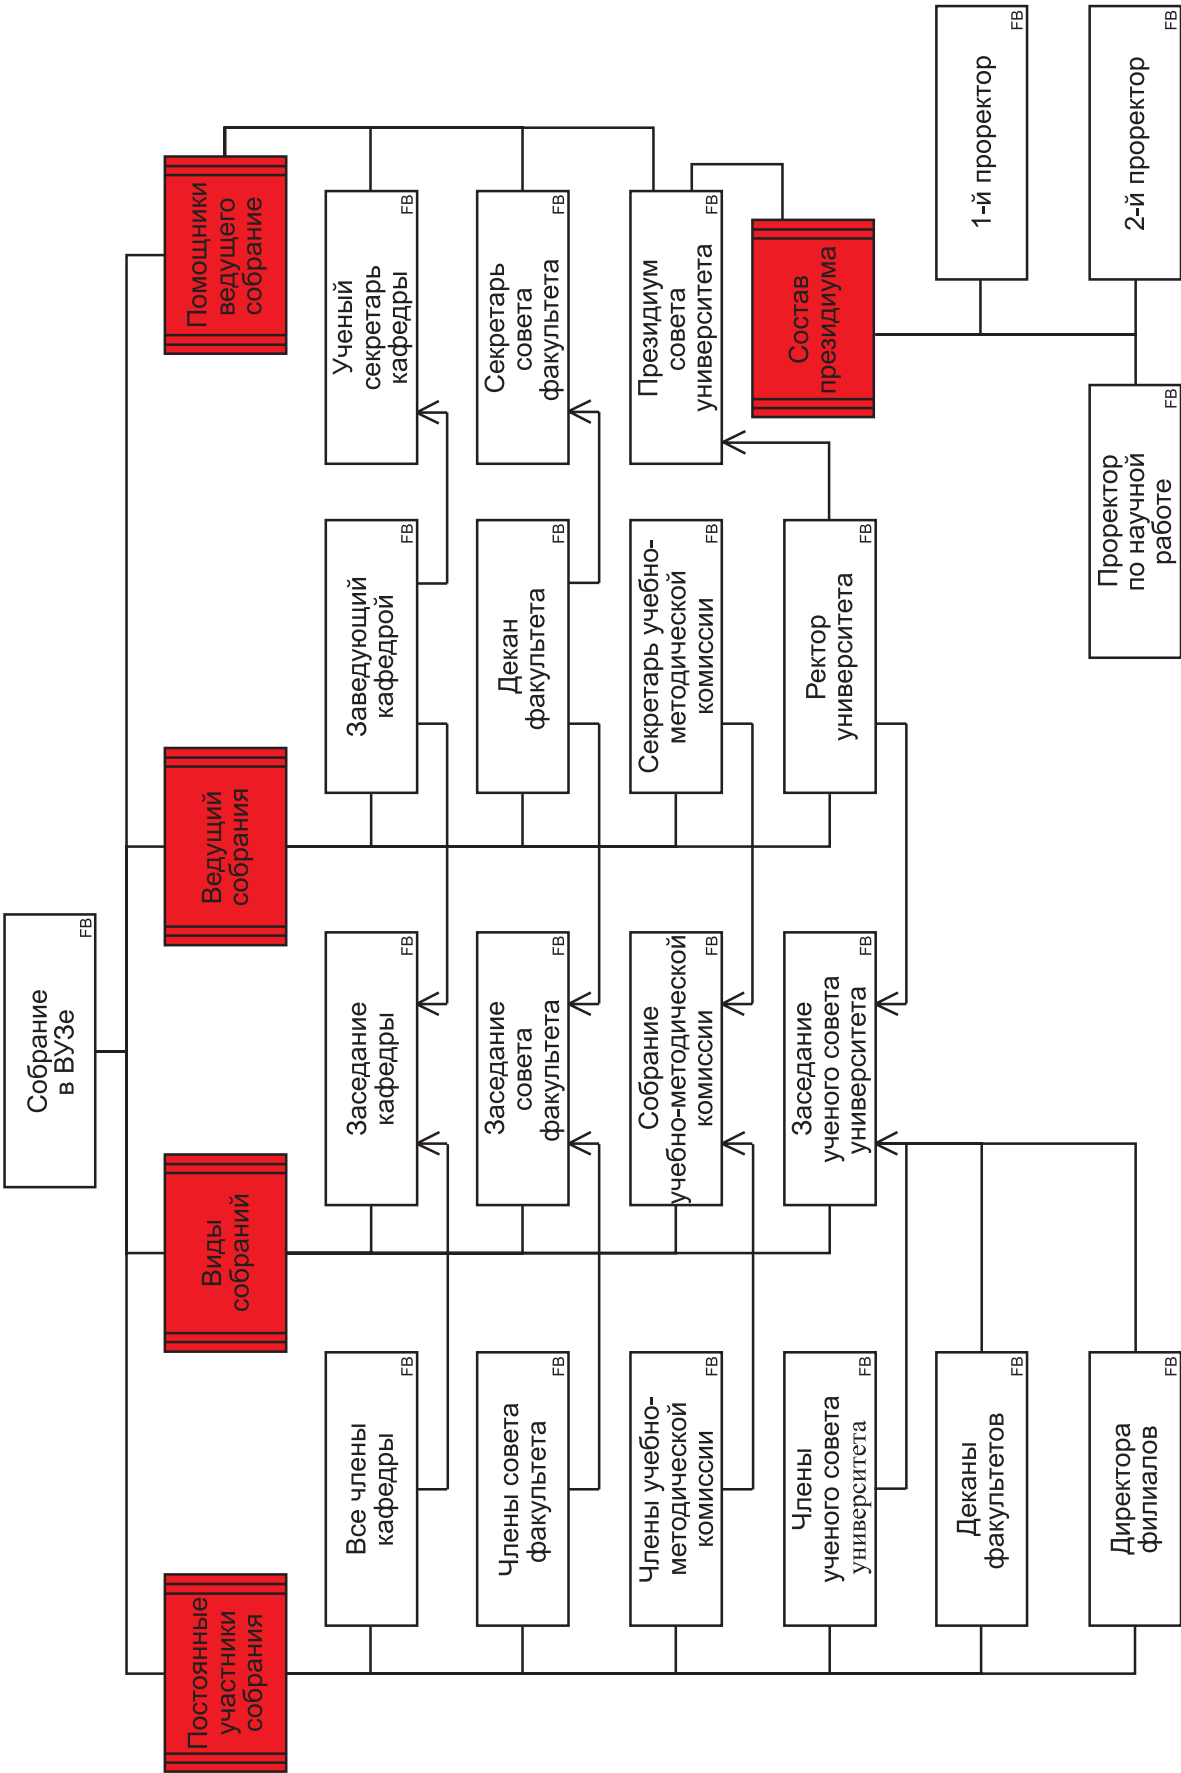 Собрание
в ВУЗе
FB
Постоянные
участники
собрания
Виды
собраний
Ведущий
собрания
Помощники
ведущего
собрание
Все члены
кафедры
FB
Заседание
кафедры
FB
Заведующий
кафедрой
FB
Ученый
секретарь
кафедры
FB
Члены совета
факультета
FB
Заседание
совета
факультета
FB
Декан
факультета
FB
Секретарь
совета
факультета
FB
Члены учебно-
методической
комиссии
FB
Собрание
учебно-методической
комиссии
FB
Секретарь учебно-
методической
комиссии
FB
Президиум
совета
университета
FB
Члены
ученого совета
университета
FB
Заседание
ученого совета
университета
FB
Ректор
университета
FB
Состав
президиума
Деканы
факультетов
FB
1-й проректор
FB
Директора
филиалов
FB
Проректор
по научной
работе
FB
2-й проректор
FB